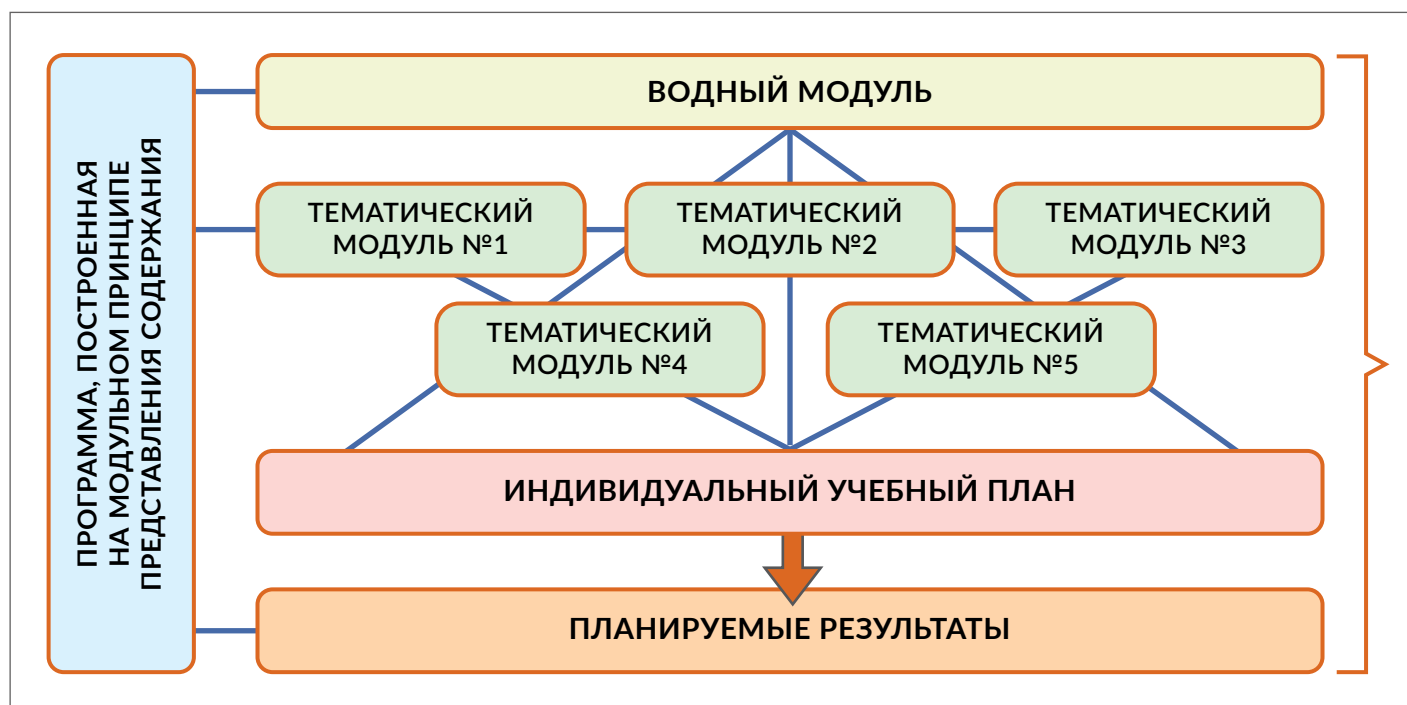 ПРОГРАММА, ПОСТРОЕННАЯ
НА МОДУЛЬНОМ ПРИНЦИПЕ
ПРЕДСТАВЛЕНИЯ СОДЕРЖАНИЯ
ВОДНЫЙ МОДУЛЬ
ТЕМАТИЧЕСКИЙ
МОДУЛЬ №1
ТЕМАТИЧЕСКИЙ
МОДУЛЬ №2
ТЕМАТИЧЕСКИЙ
МОДУЛЬ №3
ТЕМАТИЧЕСКИЙ
МОДУЛЬ №4
ТЕМАТИЧЕСКИЙ
МОДУЛЬ №5
ИНДИВИДУАЛЬНЫЙ УЧЕБНЫЙ ПЛАН
ПЛАНИРУЕМЫЕ РЕЗУЛЬТАТЫ